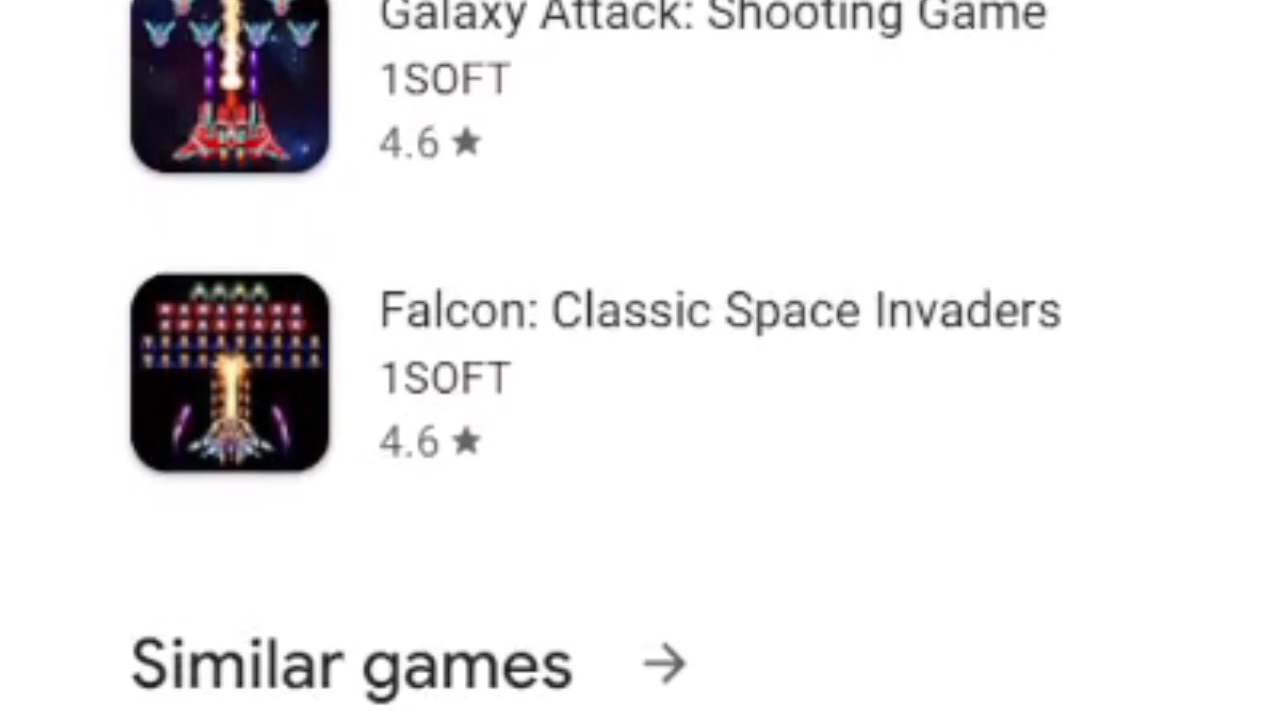 Galaxy Attack: Shooting Game
1SOFT
4.6 ★
Falcon: Classic Space Invaders
1SOFT
4.6 ★
Similar games →